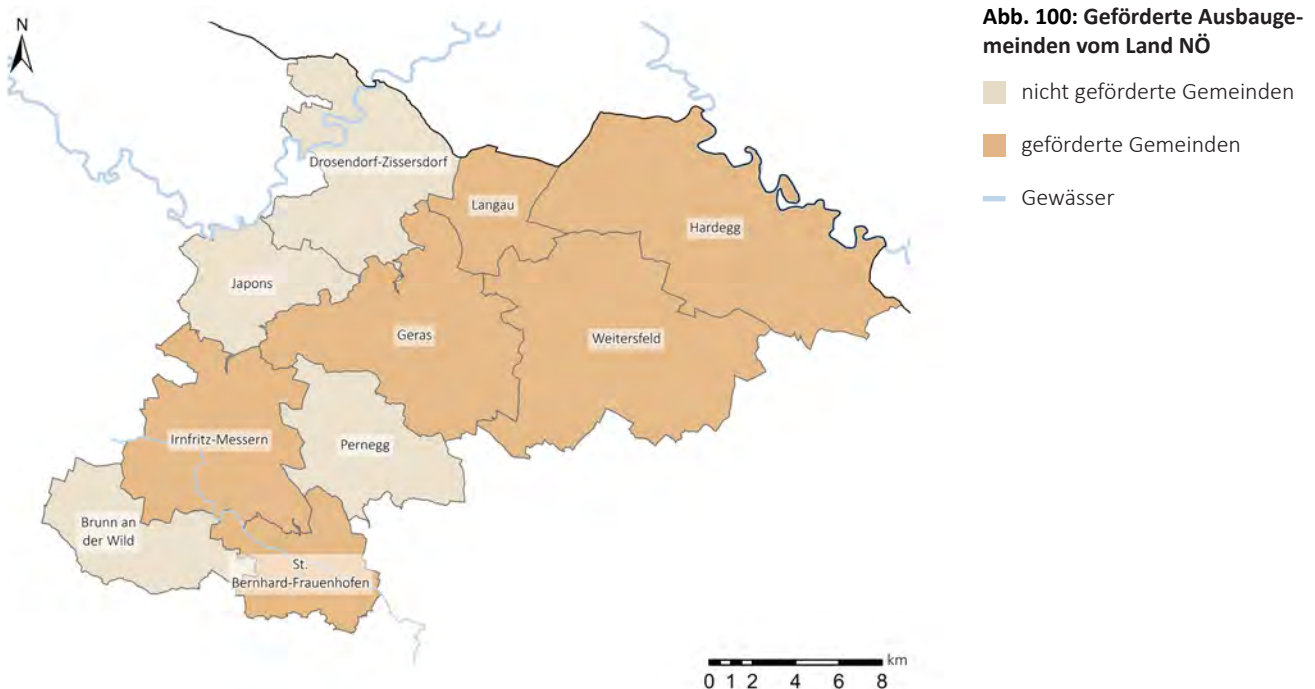 N
Abb. 100: Geförderte Ausbauge-
meinden vom Land NÖ
nicht geförderte Gemeinden
geförderte Gemeinden
Gewässer
Drosendorf-Zissersdorf
Langau
Hardegg
Japons
Geras
Weitersfeld
Irnfritz-Messern
Pernegg
Brunn an
der Wild
St.
Bernhard-Frauenhofen
km
0 1 2 4 6 8